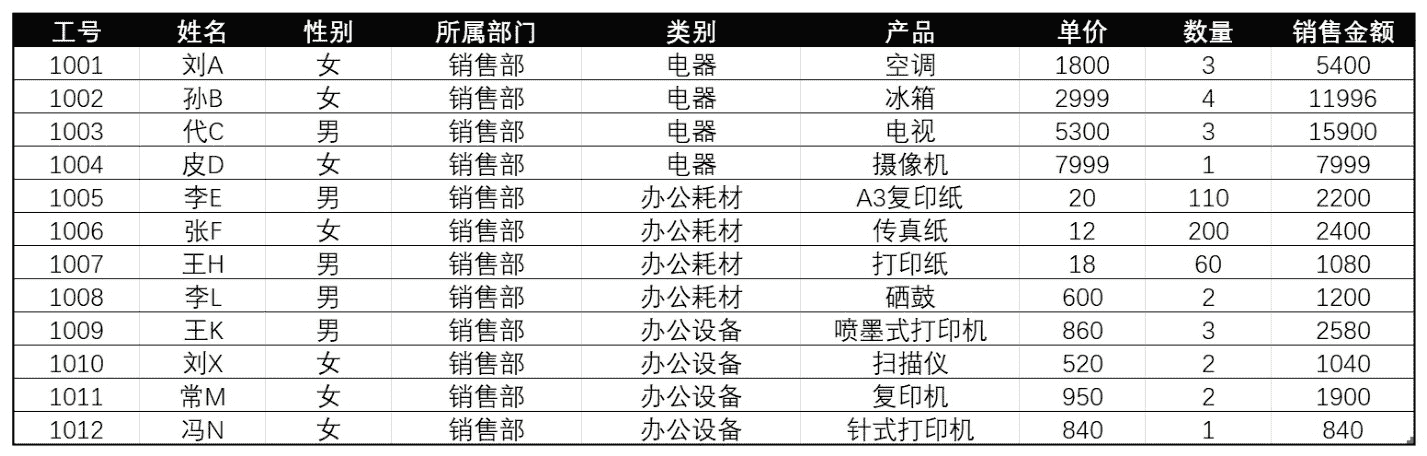 工号 姓名 性别 所属部门 类别 产品 单价 数量 销售金额
1001 刘A 女 销售部 电器 空调 1800 3 5400
1002 孙B 女 销售部 电器 冰箱 2999 4 11996
1003 代C 男 销售部 电器 电视 5300 3 15900
1004 皮D 女 销售部 电器 摄像机 7999 1 7999
1005 李E 男 销售部 办公耗材 A3复印纸 20 110 2200
1006 张F 女 销售部 办公耗材 传真纸 12 200 2400
1007 王H 男 销售部 办公耗材 打印纸 18 60 1080
1008 李L 男 销售部 办公耗材 硒鼓 600 2 1200
1009 王K 男 销售部 办公设备 喷墨式打印机 860 3 2580
1010 刘X 女 销售部 办公设备 扫描仪 520 2 1040
1011 常M 女 销售部 办公设备 复印机 950 2 1900
1012 冯N 女 销售部 办公设备 针式打印机 840 1 840